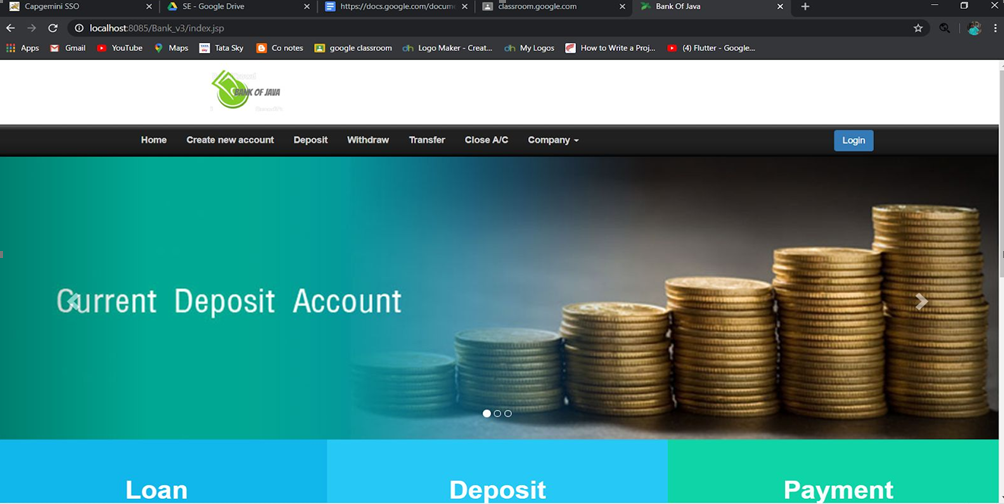 Capgemini SSO
SE - Google Drive
https://docs.google.com/docum
classroom.google.com
Bank Of Java
localhost:8085/Bank_v3/index.jsp
Apps Gmail YouTube Maps Tata Sky Co notes google classroom Logo Maker - Creat... My Logos How to Write a Proj... (4) Flutter - Google...
BANK OF JAVA
Home Create new account Deposit Withdraw Transfer Close A/C Company Login
Current Deposit Account
Loan Deposit Payment